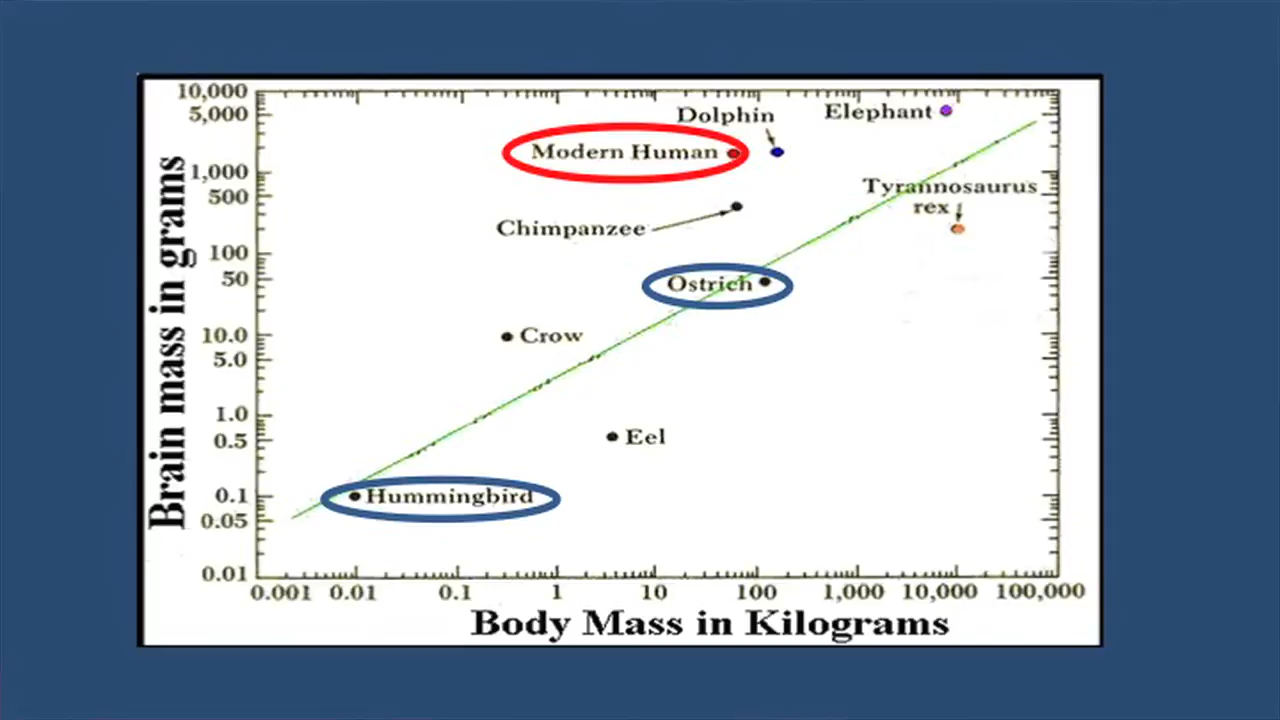 10,000
5,000
1,000
500
100
50
10.0
5.0
1.0
0.5
0.1
0.05
0.01
Brain mass in grams
Dolphin
Elephant
Modern Human
Tyrannosaurus
rex
Chimpanzee
Ostrich
Crow
Eel
Hummingbird
0.001 0.01 0.1 1 10 100 1,000 10,000 100,000
Body Mass in Kilograms